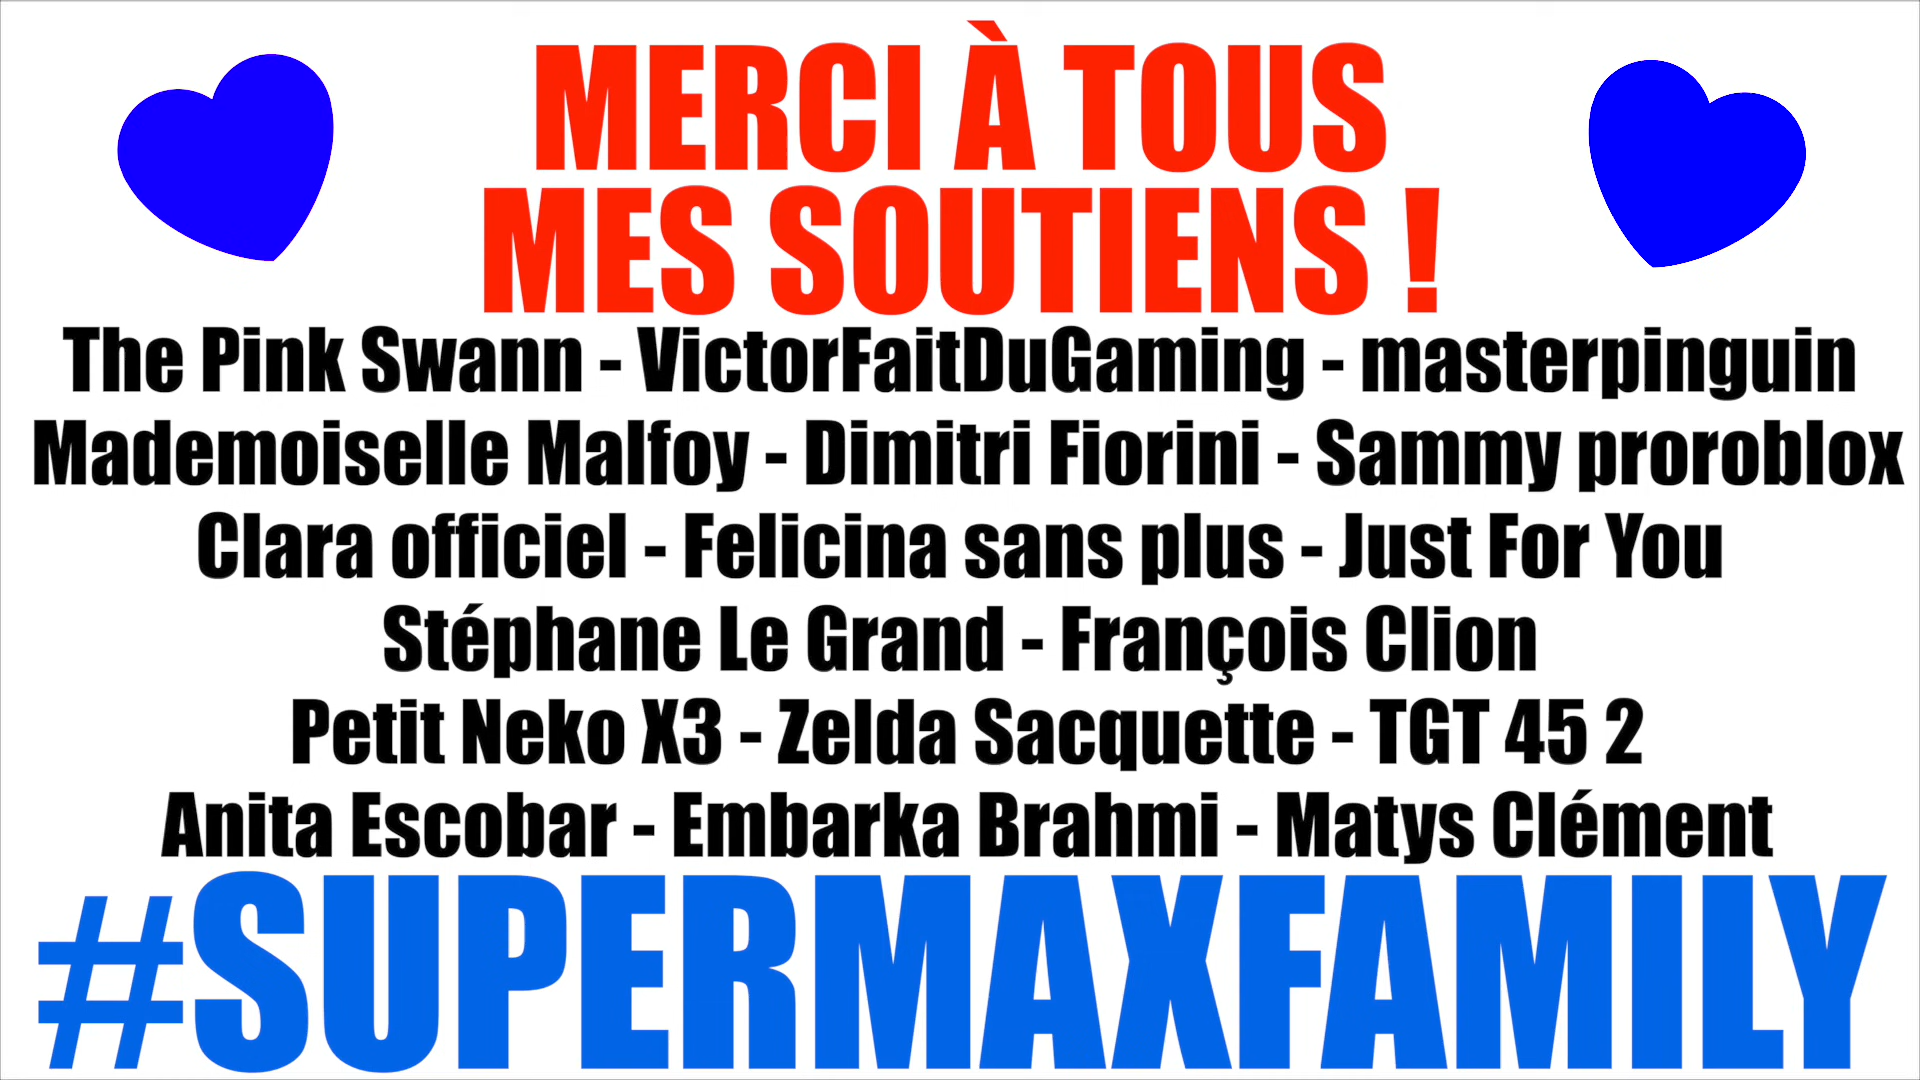 MERCI À TOUS
MES SOUTIENS !
The Pink Swann - VictorFaitDuGaming - masterpinguin
Mademoiselle Malfoy - Dimitri Fiorini - Sammy proroblox
Clara officiel - Felicina sans plus - Just For You
Stéphane Le Grand - François Clion
Petit Neko X3 - Zelda Sacquette - TGT 45 2
Anita Escobar - Embarka Brahmi - Matys Clément
#SUPERMAXFAMILY